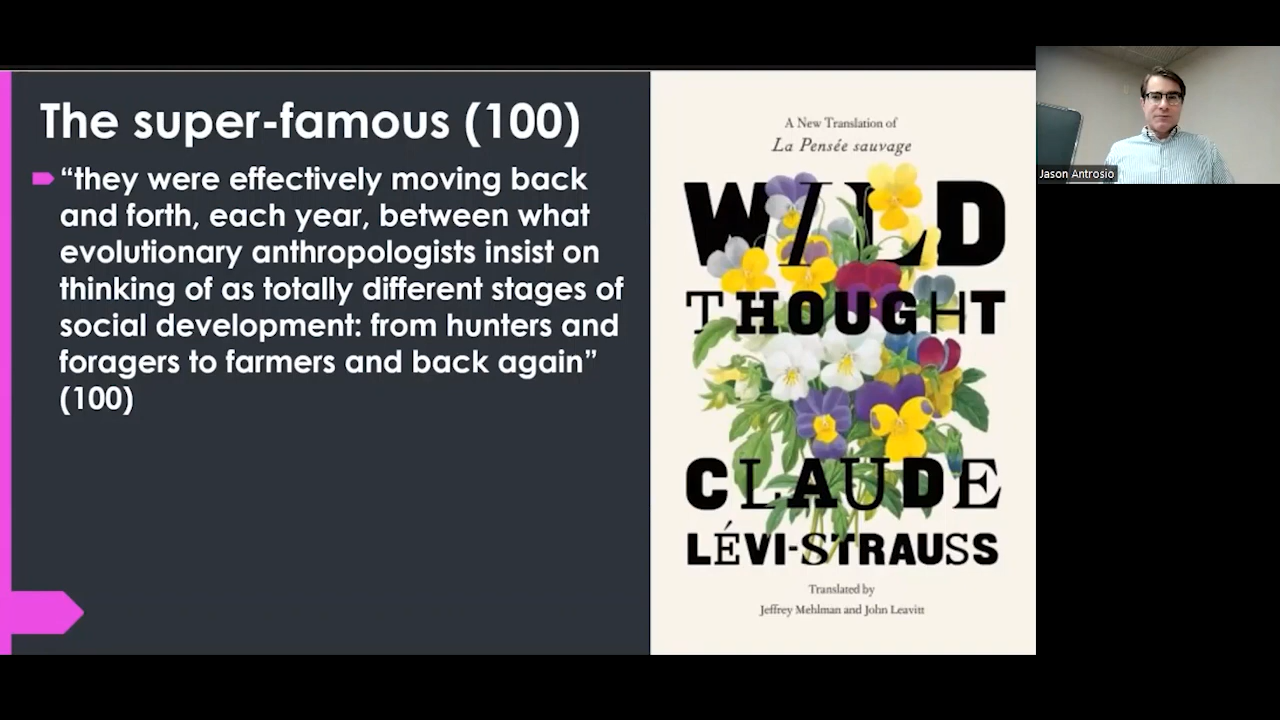 The super-famous (100)
“they were effectively moving back
and forth, each year, between what
evolutionary anthropologists insist on
thinking of as totally different stages of
social development: from hunters and
foragers to farmers and back again”
(100)
A New Translation of
La Pensée sauvage
WILD
THOUGHT
CLAUDE
LÉVI-STRAUSS
Translated by
Jeffrey Mehlman and John Leavitt
Jason Antrosio